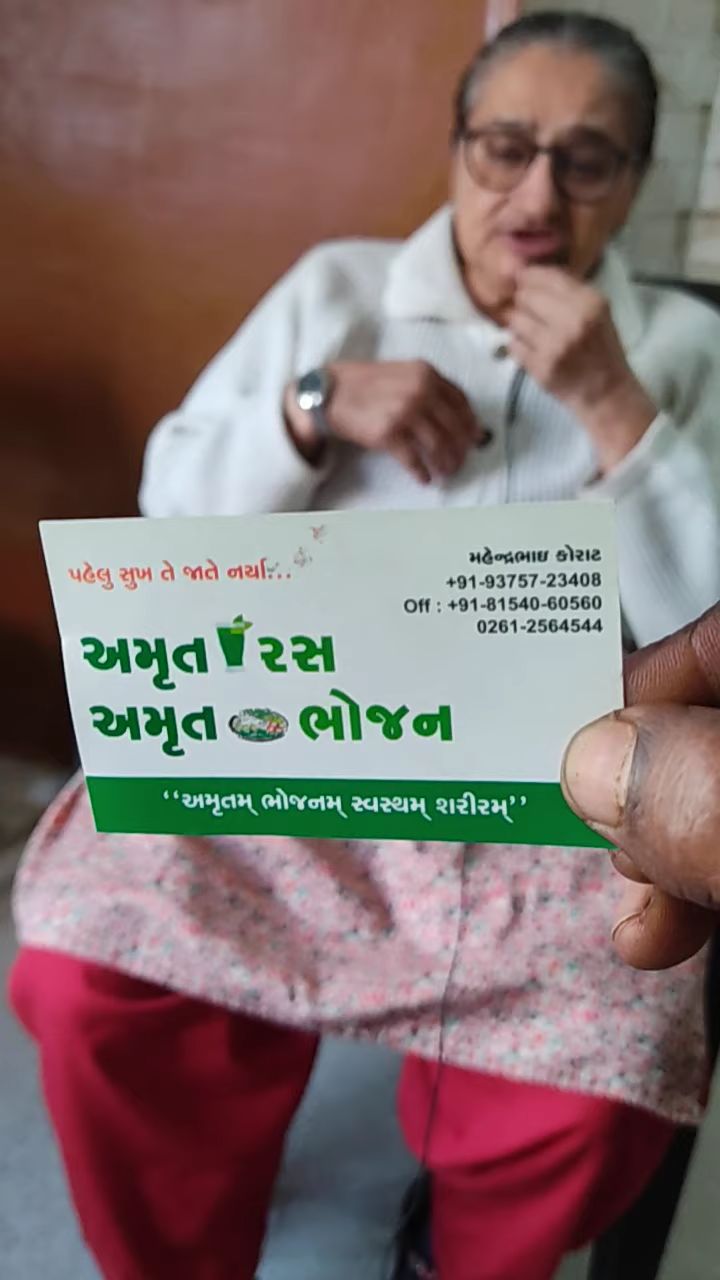 પહેલુ સુખ તે જાતે નર્યા...
મહેન્દ્રભાઇ કોરાટ
+91-93757-23408
Off : +91-81540-60560
0261-2564544
અમૃત રસ
અમૃત ભોજન
“અમૃતમ્ ભોજનમ્ સ્વસ્થમ્ શરીરમ્”